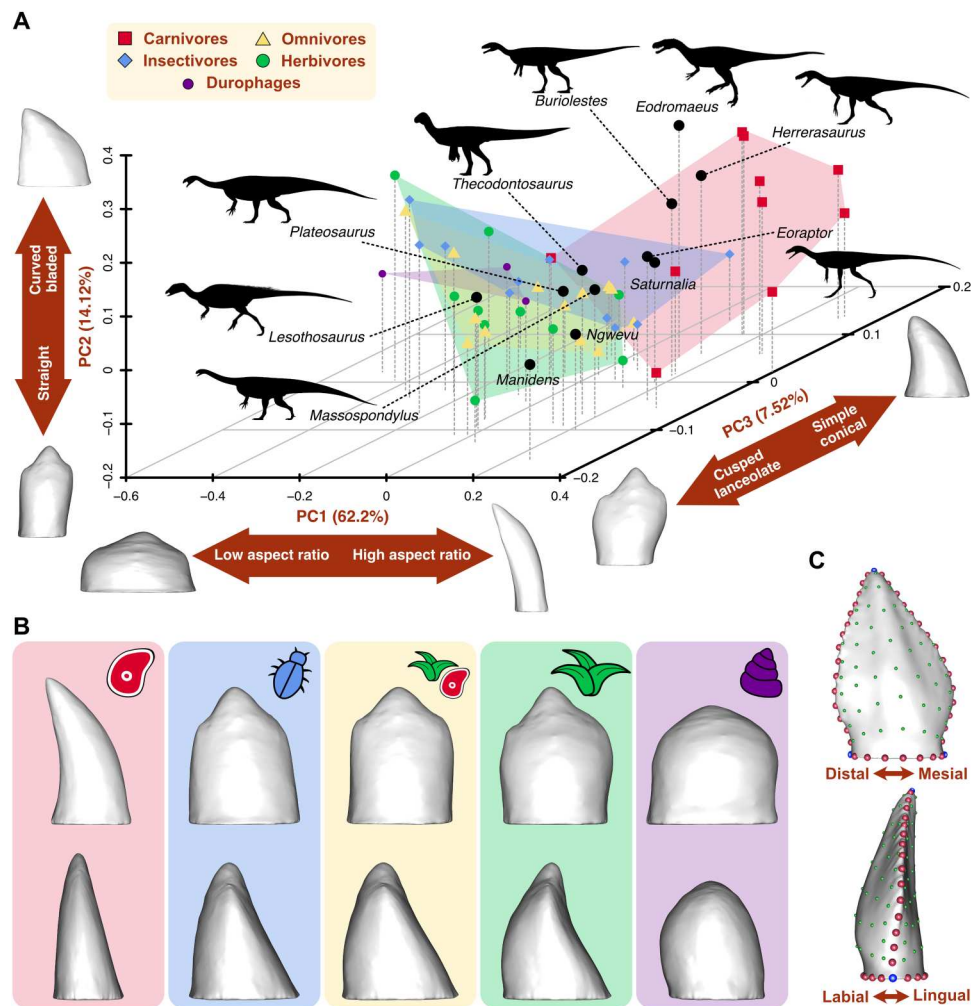 A
Carnivores
Omnivores
Insectivores
Herbivores
Durophages
Buriolestes
Eodromaeus
Herrerasaurus
Thecodontosaurus
Plateosaurus
Eoraptor
Saturnalia
Lesothosaurus
Ngwevu
Manidens
Massospondylus
Curved
bladed
Straight
PC2 (14.12%)
0.4
0.3
0.2
0.1
0
−0.1
−0.2
−0.6
−0.4
−0.2
0
0.2
0.4
PC1 (62.2%)
Low aspect ratio
High aspect ratio
−0.2
−0.1
0
0.1
0.2
PC3 (7.52%)
Cusped
lanceolate
Simple
conical
B
C
Distal
Mesial
Labial
Lingual